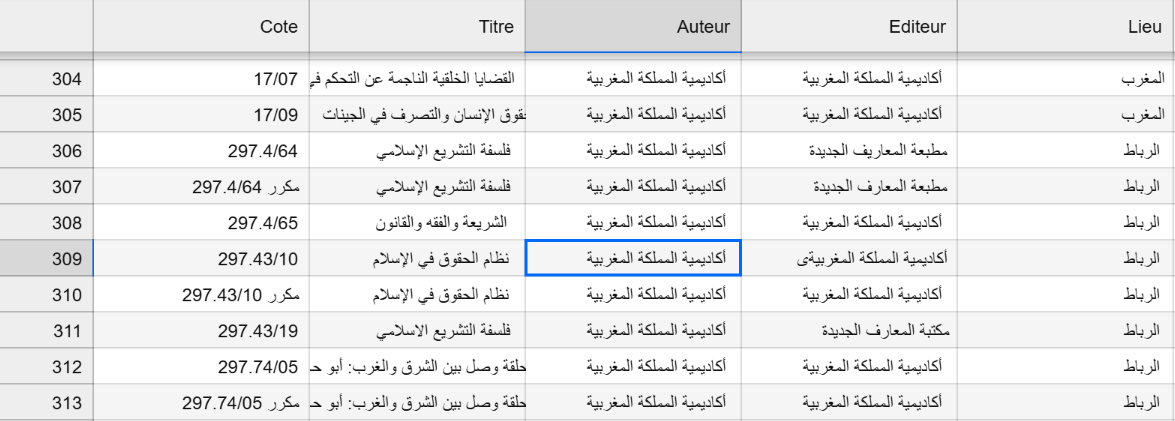 Cote Titre Auteur Editeur Lieu
304 17/07 القضايا الخلقية الناجمة عن التحكم في أكاديمية المملكة المغربية أكاديمية المملكة المغربية المغرب
305 17/09 حقوق الإنسان والتصرف في الجينات أكاديمية المملكة المغربية أكاديمية المملكة المغربية المغرب
306 297.4/64 فلسفة التشريع الإسلامي أكاديمية المملكة المغربية مطبعة المعاريف الجديدة الرباط
307 297.4/64 مكرر فلسفة التشريع الإسلامي أكاديمية المملكة المغربية مطبعة المعارف الجديدة الرباط
308 297.4/65 الشريعة والفقه والقانون أكاديمية المملكة المغربية أكاديمية المملكة المغربية الرباط
309 297.43/10 نظام الحقوق في الإسلام أكاديمية المملكة المغربية أكاديمية المملكة المغربيةى الرباط
310 297.43/10 مكرر نظام الحقوق في الإسلام أكاديمية المملكة المغربية أكاديمية المملكة المغربية الرباط
311 297.43/19 فلسفة التشريع الاسلامي أكاديمية المملكة المغربية مكتبة المعارف الجديدة الرباط
312 297.74/05 حلقة وصل بين الشرق والغرب: أبو حـ أكاديمية المملكة المغربية أكاديمية المملكة المغربية الرباط
313 297.74/05 مكرر حلقة وصل بين الشرق والغرب: أبو حـ أكاديمية المملكة المغربية أكاديمية المملكة المغربية الرباط